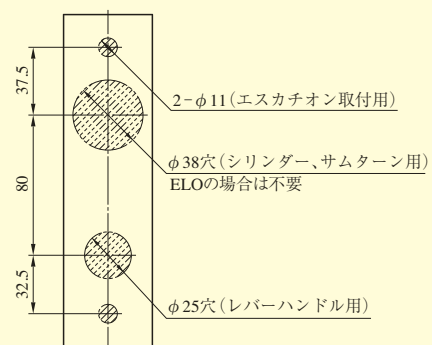 37.5
2-φ11(エスカチオン取付用)
φ38穴(シリンダー、サムターン用)
ELOの場合は不要
80
32.5
φ25穴(レバーハンドル用)